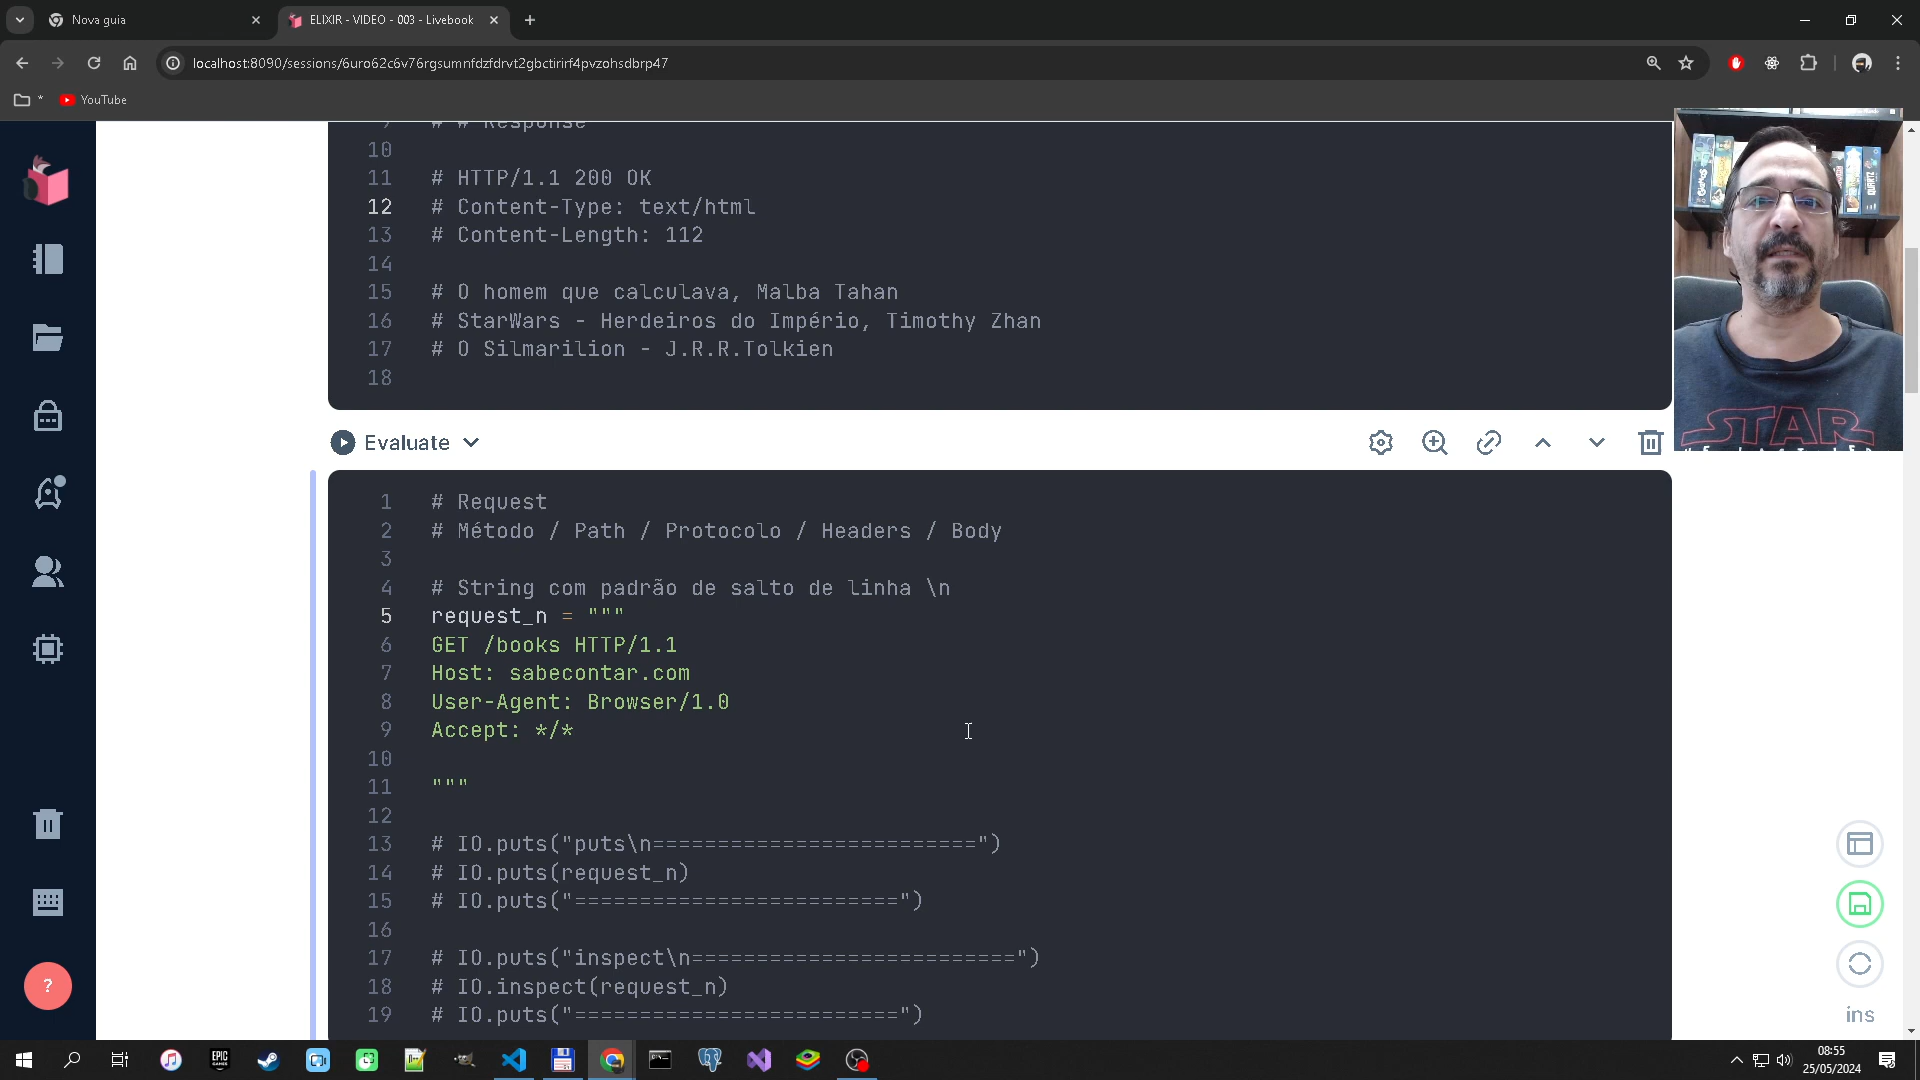 Nova guia
ELIXIR - VIDEO - 003 - Livebook
localhost:8090/sessions/6uro62c6v76rgsumnfdzfdrvt2gbctirirf4pvzohsdbrp47
*
YouTube
9 # # Response
10
11 # HTTP/1.1 200 OK
12 # Content-Type: text/html
13 # Content-Length: 112
14
15 # O homem que calculava, Malba Tahan
16 # StarWars - Herdeiros do Império, Timothy Zhan
17 # O Silmarilion - J.R.R.Tolkien
18
Evaluate
1 # Request
2 # Método / Path / Protocolo / Headers / Body
3
4 # String com padrão de salto de linha \n
5 request_n = """
6 GET /books HTTP/1.1
7 Host: sabecontar.com
8 User-Agent: Browser/1.0
9 Accept: */*
10
11 """
12
13 # IO.puts("puts\n=========================")
14 # IO.puts(request_n)
15 # IO.puts("=========================")
16
17 # IO.puts("inspect\n=========================")
18 # IO.inspect(request_n)
19 # IO.puts("=========================")
STAR
QUARTZ
?
ins
EPIC
GAMES
08:55
25/05/2024